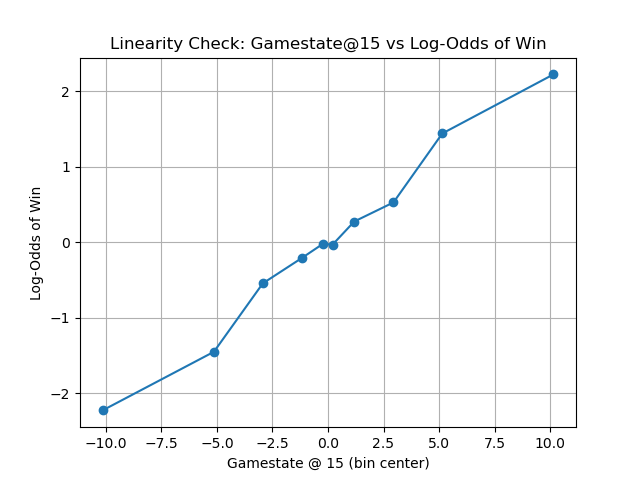 Linearity Check: Gamestate@15 vs Log-Odds of Win
Log-Odds of Win
2
1
0
−1
−2
−10.0 −7.5 −5.0 −2.5 0.0 2.5 5.0 7.5 10.0
Gamestate @ 15 (bin center)